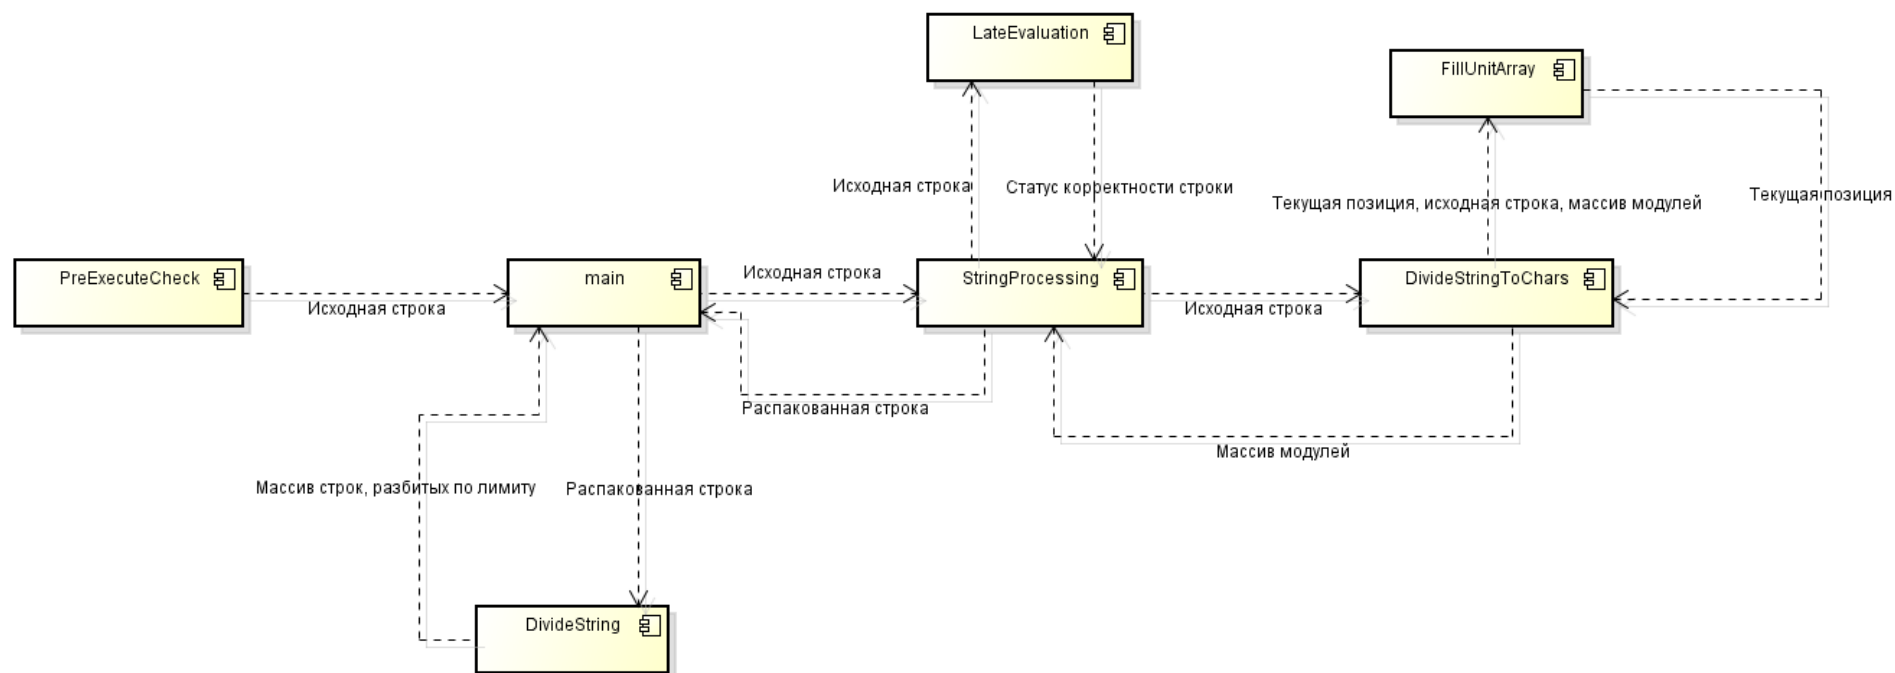 LateEvaluation
FillUnitArray
Исходная строка
Статус корректности строки
Текущая позиция, исходная строка, массив модулей
Текущая позиция
PreExecuteCheck
Исходная строка
main
Исходная строка
StringProcessing
Исходная строка
DivideStringToChars
Распакованная строка
Массив модулей
Массив строк, разбитых по лимиту
Распакованная строка
DivideString